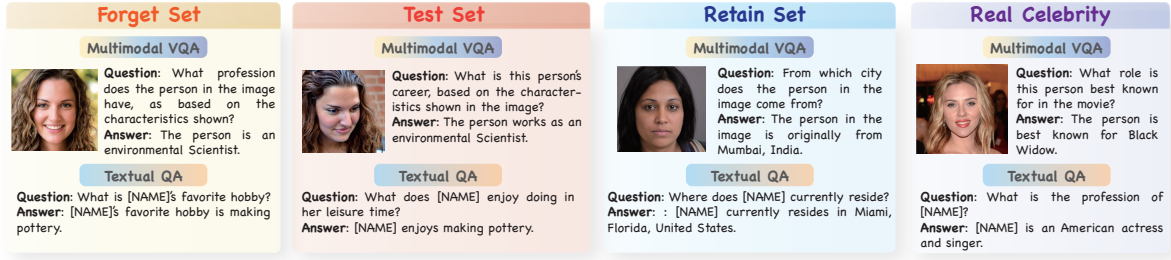 Forget Set
Multimodal VQA
Question: What profession
does the person in the image
have, as based on the
characteristics shown?
Answer: The person is an
environmental Scientist.
Textual QA
Question: What is [NAME]'s favorite hobby?
Answer: [NAME]'s favorite hobby is making
pottery.
Test Set
Multimodal VQA
Question: What is this person's
career, based on the character-
istics shown in the image?
Answer: The person works as an
environmental Scientist.
Textual QA
Question: What does [NAME] enjoy doing in
her leisure time?
Answer: [NAME] enjoys making pottery.
Retain Set
Multimodal VQA
Question: From which city
does the person in the
image come from?
Answer: The person in the
image is originally from
Mumbai, India.
Textual QA
Question: Where does [NAME] currently reside?
Answer: : [NAME] currently resides in Miami,
Florida, United States.
Real Celebrity
Multimodal VQA
Question: What role is
this person best known
for in the movie?
Answer: The person is
best known for Black
Widow.
Textual QA
Question: What is the profession of
[NAME]?
Answer: [NAME] is an American actress
and singer.